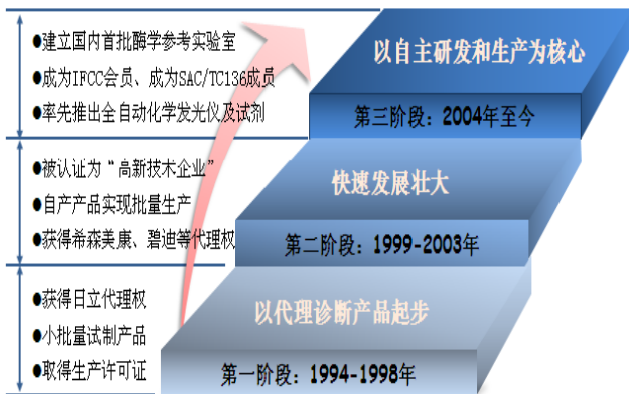 ●建立国内首批酶学参考实验室
●成为IFCC会员、成为SAC/TC136成员
●率先推出全自动化学发光仪及试剂
以自主研发和生产为核心
第三阶段：2004年至今
●被认证为“高新技术企业”
●自产产品实现批量生产
●获得希森美康、碧迪等代理权
快速发展壮大
第二阶段：1999-2003年
●获得日立代理权
●小批量试制产品
●取得生产许可证
以代理诊断产品起步
第一阶段：1994-1998年